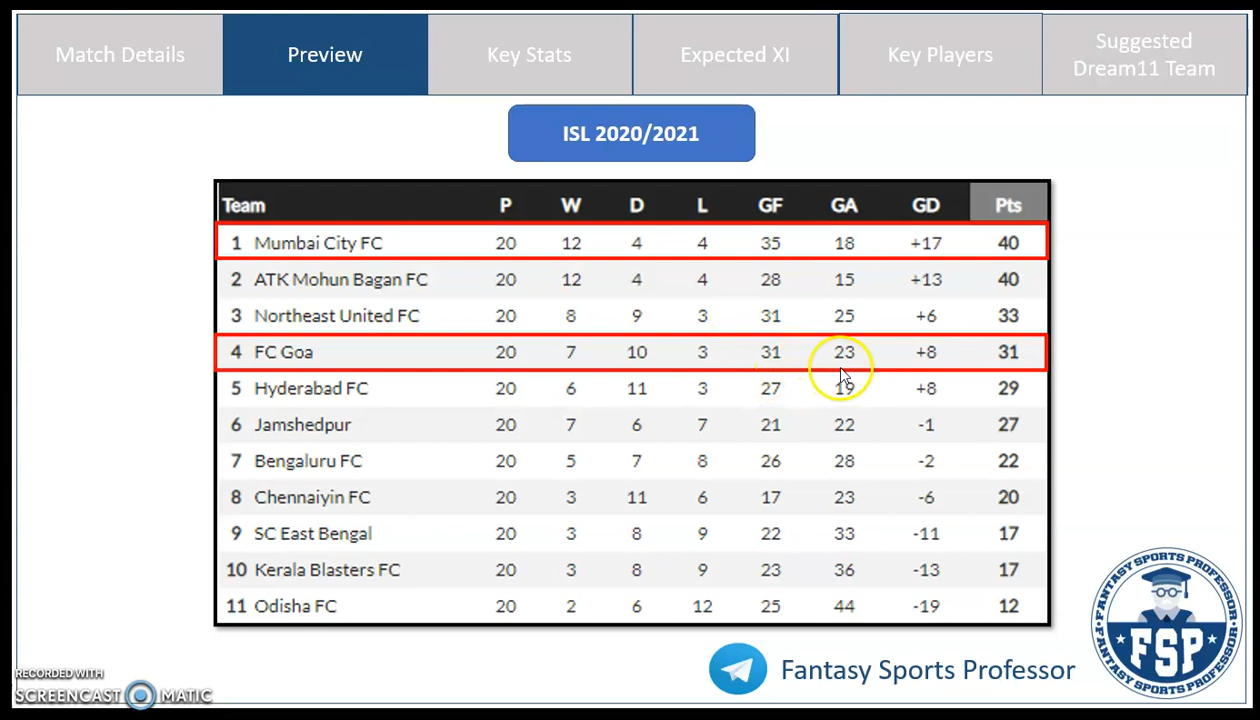 Match Details
Preview
Key Stats
Expected XI
Key Players
Suggested
Dream11 Team
ISL 2020/2021
Team P W D L GF GA GD Pts
1 Mumbai City FC 20 12 4 4 35 18 +17 40
2 ATK Mohun Bagan FC 20 12 4 4 28 15 +13 40
3 Northeast United FC 20 8 9 3 31 25 +6 33
4 FC Goa 20 7 10 3 31 23 +8 31
5 Hyderabad FC 20 6 11 3 27 19 +8 29
6 Jamshedpur 20 7 6 7 21 22 -1 27
7 Bengaluru FC 20 5 7 8 26 28 -2 22
8 Chennaiyin FC 20 3 11 6 17 23 -6 20
9 SC East Bengal 20 3 8 9 22 33 -11 17
10 Kerala Blasters FC 20 3 8 9 23 36 -13 17
11 Odisha FC 20 2 6 12 25 44 -19 12
Fantasy Sports Professor
FANTASY SPORTS PROFESSOR
FSP
FANTASY SPORTS PROFESSOR
RECORDED WITH
SCREENCAST MATIC